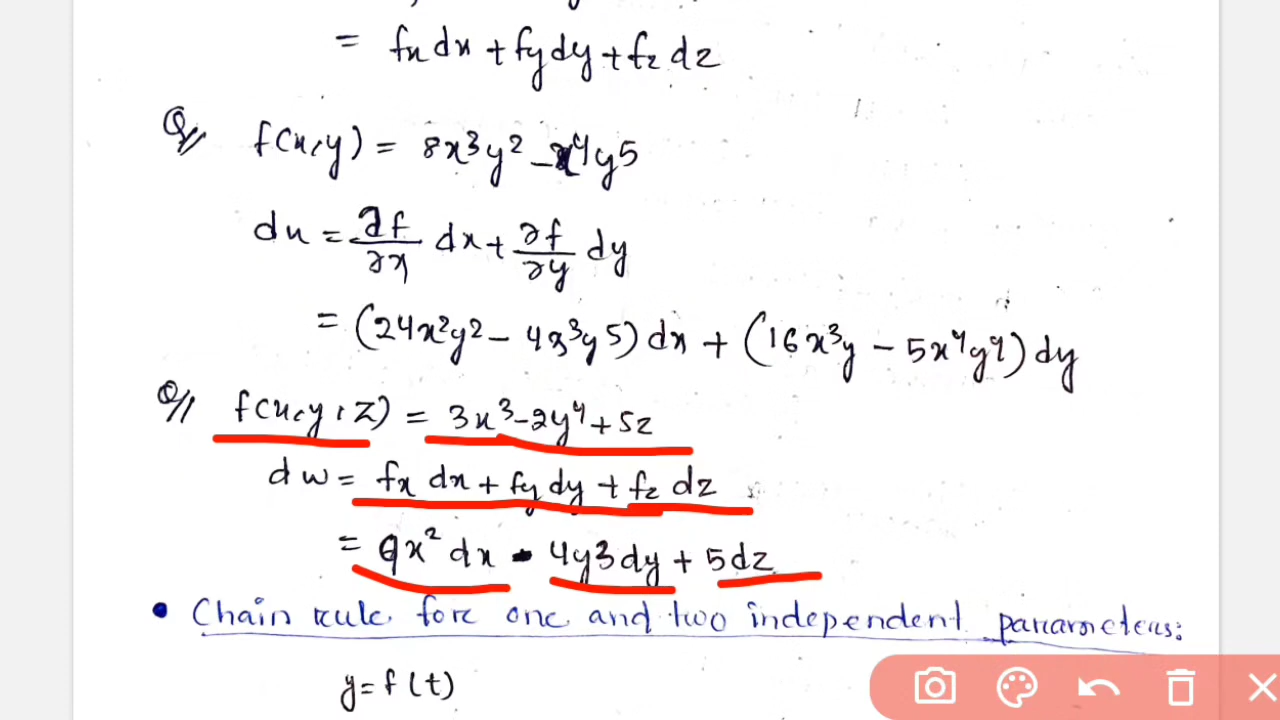 = fx dx + fy dy + fz dz
Q// f(x,y) = 8x³y² - x⁴y5
du = ∂f/∂x dx + ∂f/∂y dy
= (24x²y² - 4x³y5) dx + (16x³y - 5x⁴y⁴) dy
Q// f(x,y,z) = 3x³ - 2y⁴ + 5z
dw = fx dx + fy dy + fz dz
= 9x² dx - 4y3 dy + 5 dz
• Chain rule for one and two independent parameters:
y = f(t)